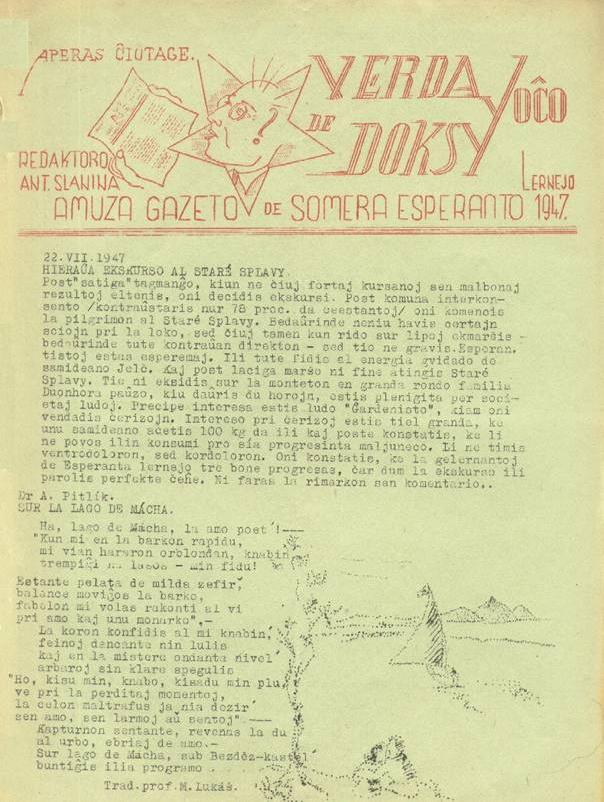 APERAS ĈIUTAGE.
VERDA VOĈO
DE DOKSY
REDAKTORO
ANT. SLANINA
LERNEJO
AMUZA GAZETO DE SOMERA ESPERANTO 1947.
22.VII.1947
HIERAŬA EKSKURSO AL STARÉ SPLAVY.
Post"satiga"tagmanĝo, kiun ne ĉiuj fortaj kursanoj sen malbonaj
rezultoj eltenis, oni decidis ekskursi. Post komuna interkon-
sento /kontraŭstaris nur 78 proc. da ĉeestantoj/ oni komencis
la pilgrimon al Staré Splavy. Bedaŭrinde neniu havis certajn
sciojn pri la loko, sed ĉiuj tamen kun rido sur lipoj ekmarŝis -
bedaŭrinde tute kontraŭan direkton - sed tio ne gravis. Esperan-
tistoj estas esperemaj. Ili tute fidis al energia gvidado de
samideano Jelč. Kaj post laciga marŝo ni fine atingis Staré
Splavy. Tie ni eksidis sur la monteton en granda rondo familia
Duonhora paŭzo, kiu daŭris du horojn, estis plenigita per soci-
etaj ludoj. Precipe interesa estis ludo "Ĝardenisto", kiam oni
vendadis ĉerizojn. Intereso pri ĉerizoj estis tiel granda, ke
unu samideano aĉetis 100 kg da ili kaj poste konstatis, ke li
ne povos ilin konsumi pro sia progresinta maljuneco. Li ne timis
ventrodoloron, sed kordoloron. Oni konstatis, ke la gelernantoj
de Esperanta lernejo tre bone progresas, ĉar dum la ekskurso ili
parolis perfekte ĉeĥe. Ni faras la rimarkon sen komentario..
Dr A. Pitlík.
SUR LA LAGO DE MÁCHA.
Ha, lago de Mácha, la amo poet´!---
"Kun mi en la barkon rapidu,
mi vian hararon orblondan, knabin´
trempiĝi lasos - min fidu!
Estante pelata de milda zefir´,
balance moviĝos la barko,
fabelon mi volas rakonti al vi
pri amo kaj unu monarko",-
La koron konfidis al mi knabin´
feinoj dancante nin lulis
kaj en la mistere ondante nivel´
arbaroj sin klare spegulis
"Ho, kisu min, knabo, kisadu min plu,
ve pri la perditaj momentoj,
la celon maltrafus ja nia dezir´
sen amo, sen larmoj aŭ sentoj".---
Kapturnon sentante, revenas la du
al urbo, ebriaj de amo.-
Sur lago de Mácha, sub Bezděz-kastel´
buntiĝis ilia programo
Trad.prof.M.Lukáš.